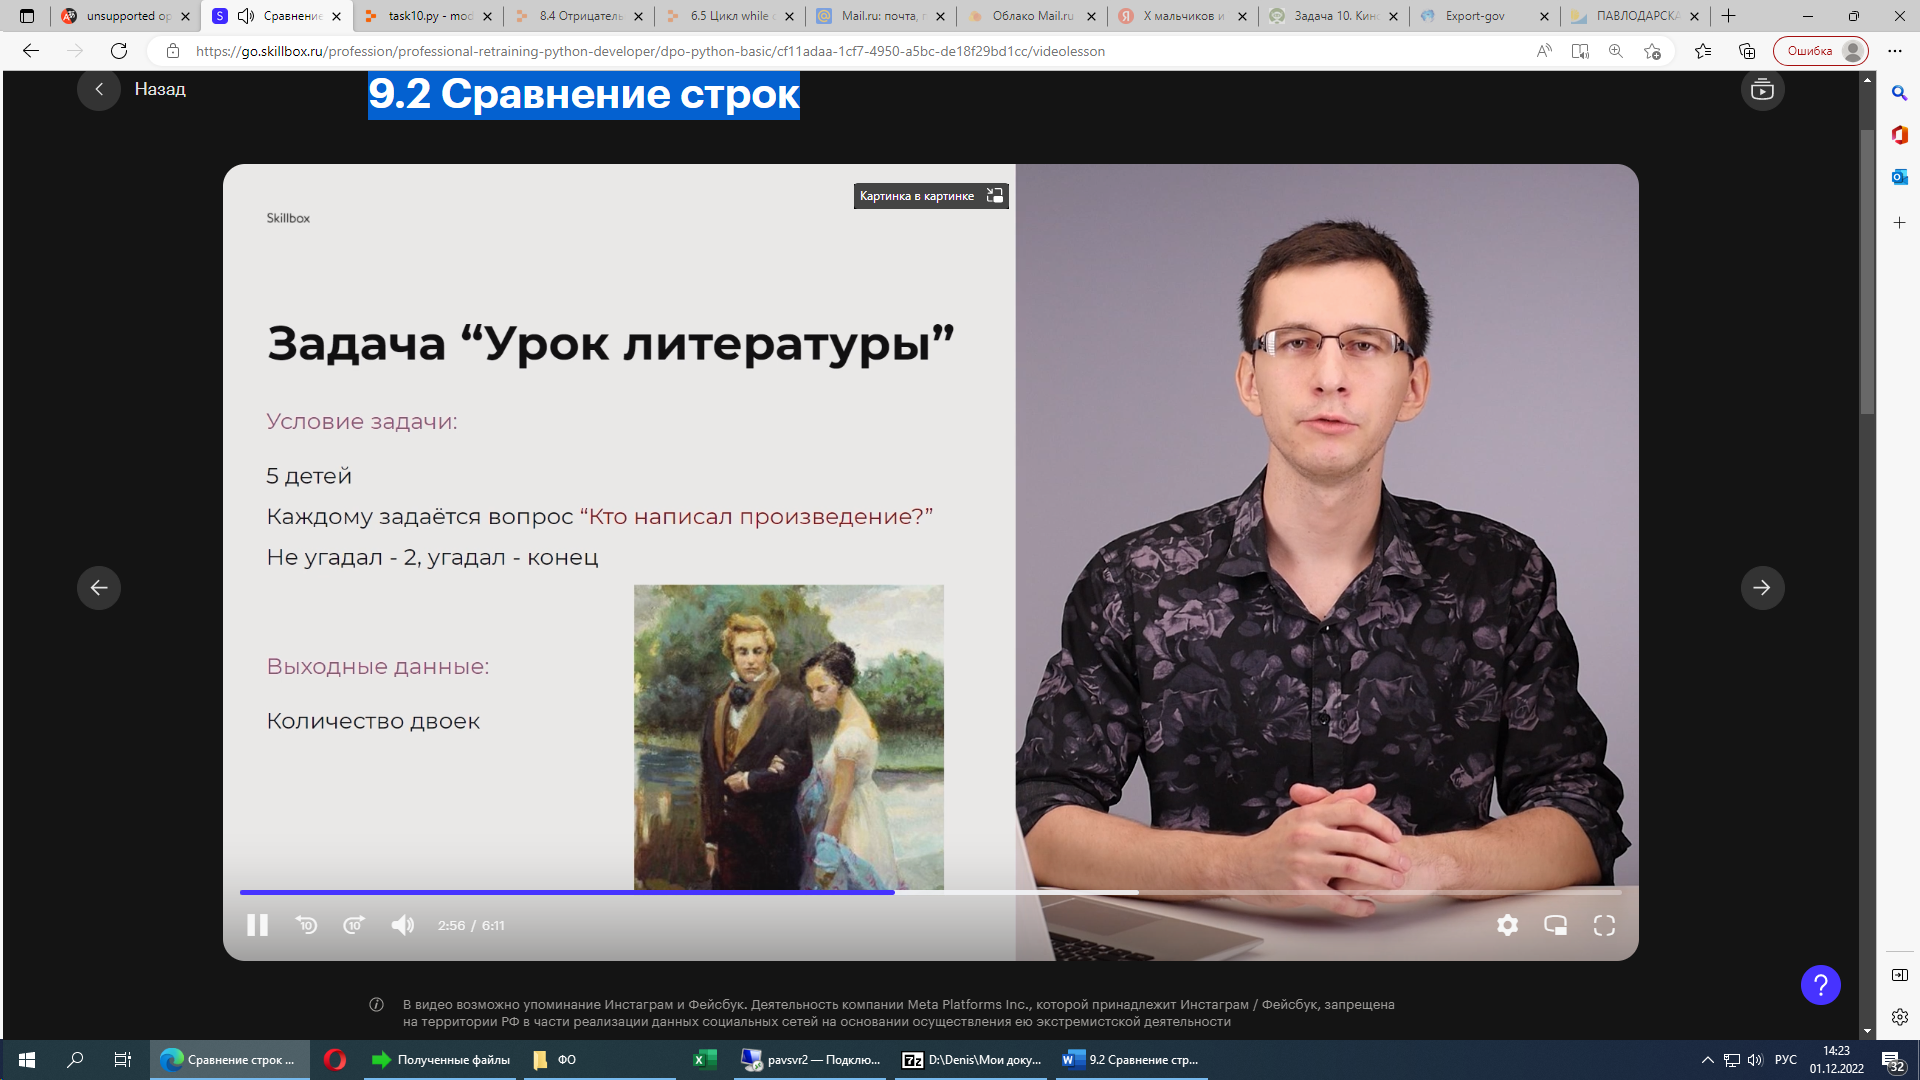 unsupported op
Сравнение
task10.py - mod
8.4 Отрицатель
6.5 Цикл while
Mail.ru: почта,
Облако Mail.ru
X мальчиков и
Задача 10. Кин
Export-gov
ПАВЛОДАРСКА
https://go.skillbox.ru/profession/professional-retraining-python-developer/dpo-python-basic/cf11adaa-1cf7-4950-a5bc-de18f29bd1cc/videolesson
Ошибка
Назад
9.2 Сравнение строк
Картинка в картинке
Skillbox
Задача “Урок литературы”
Условие задачи:
5 детей
Каждому задаётся вопрос “Кто написал произведение?”
Не угадал - 2, угадал - конец
Выходные данные:
Количество двоек
10
10
2:56 / 6:11
?
В видео возможно упоминание Инстаграм и Фейсбук. Деятельность компании Meta Platforms Inc., которой принадлежит Инстаграм / Фейсбук, запрещена
на территории РФ в части реализации данных социальных сетей на основании осуществления ею экстремистской деятельности
Сравнение строк ...
Полученные файлы
ФО
pavsvr2 — Подклю...
D:\Denis\Мои доку...
9.2 Сравнение стр...
РУС
14:23
01.12.2022
32